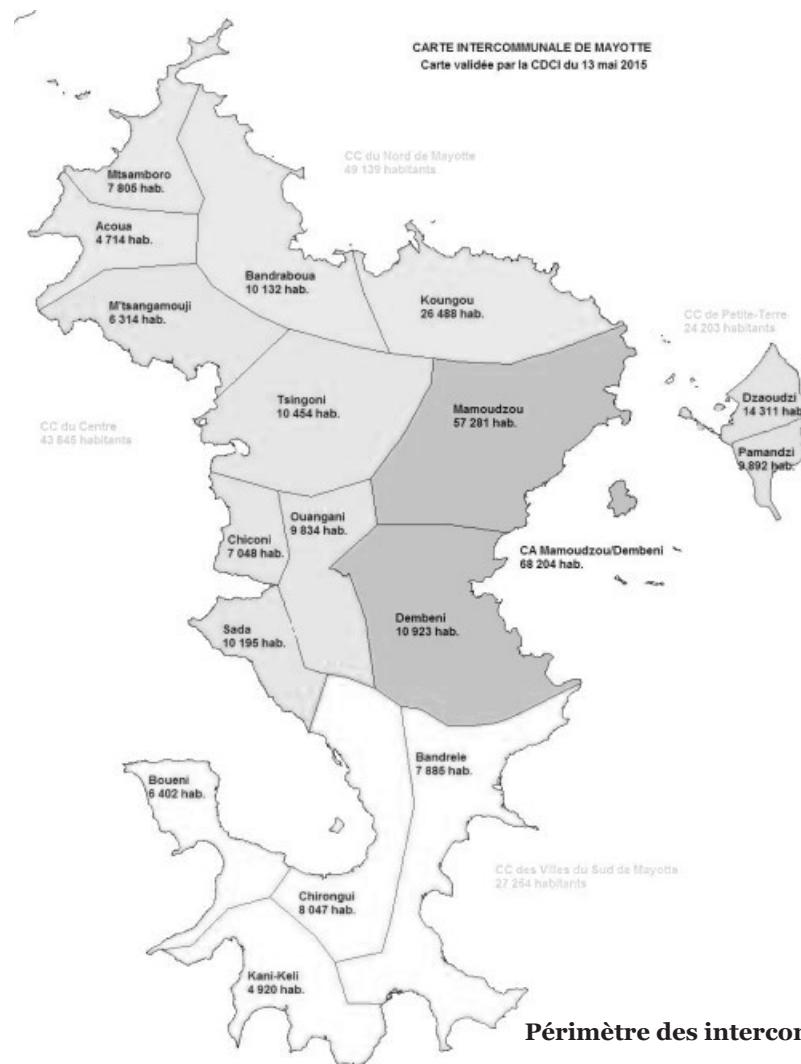 CARTE INTERCOMMUNALE DE MAYOTTE
Carte validée par la CDCI du 13 mai 2015
CC du Nord de Mayotte
49 139 habitants
Mtsamboro
7 805 hab.
Acoua
4 714 hab.
Bandraboua
10 132 hab.
M'tsangamouji
6 314 hab.
Koungou
26 488 hab.
CC de Petite-Terre
24 203 habitants
Dzaoudzi
14 311 hab
Pamandzi
9 892 hab.
Tsingoni
10 454 hab.
Mamoudzou
57 281 hab.
CC du Centre
43 845 habitants
Ouangani
9 834 hab.
Chiconi
7 048 hab.
CA Mamoudzou/Dembeni
68 204 hab.
Dembeni
10 923 hab.
Sada
10 195 hab.
Bandrele
7 885 hab.
Boueni
6 402 hab.
CC des Villes du Sud de Mayotte
27 254 habitants
Chirongui
8 047 hab.
Kani-Keli
4 920 hab.
Périmètre des intercon